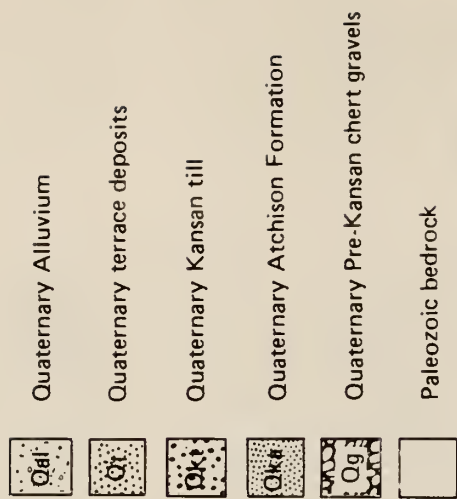 Qal Quaternary Alluvium
Qt Quaternary terrace deposits
Qkt Quaternary Kansan till
Qka Quaternary Atchison Formation
Qg Quaternary Pre-Kansan chert gravels
Paleozoic bedrock